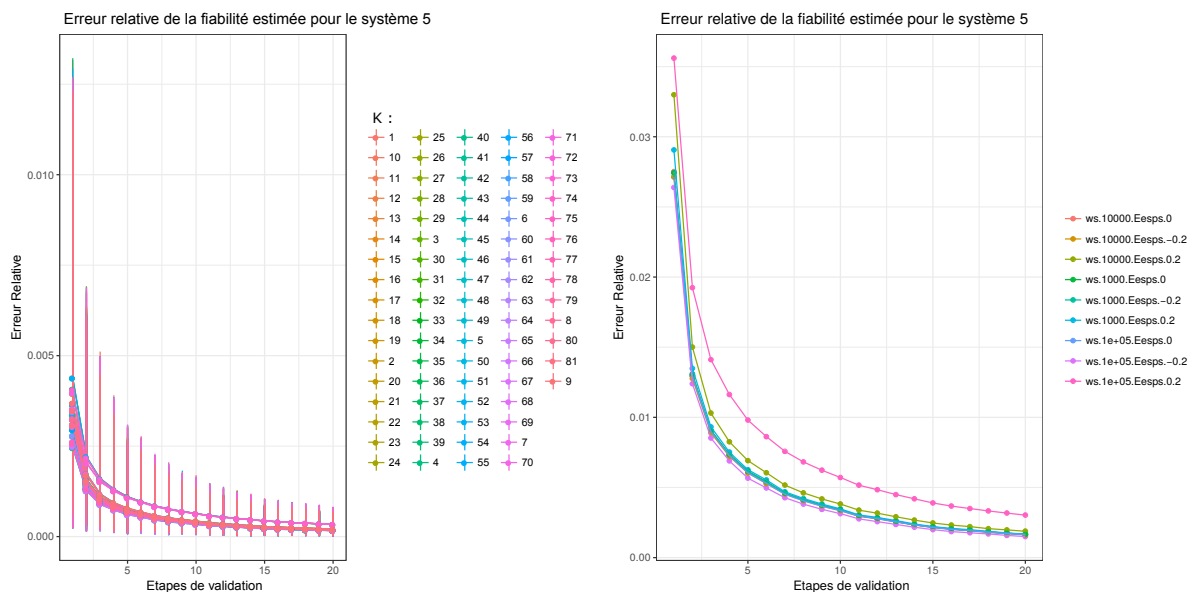 Erreur relative de la fiabilité estimée pour le système 5
0.010
0.005
0.000
Erreur Relative
5 10 15 20
Etapes de validation
K :
1 25 40 56 71
10 26 41 57 72
11 27 42 58 73
12 28 43 59 74
13 29 44 6 75
14 3 45 60 76
15 30 46 61 77
16 31 47 62 78
17 32 48 63 79
18 33 49 64 8
19 34 5 65 80
2 35 50 66 81
20 36 51 67 9
21 37 52 68
22 38 53 69
23 39 54 7
24 4 55 70
Erreur relative de la fiabilité estimée pour le système 5
0.03
0.02
0.01
0.00
Erreur Relative
5 10 15 20
Etapes de validation
ws.10000.Eesps.0
ws.10000.Eesps.−0.2
ws.10000.Eesps.0.2
ws.1000.Eesps.0
ws.1000.Eesps.−0.2
ws.1000.Eesps.0.2
ws.1e+05.Eesps.0
ws.1e+05.Eesps.−0.2
ws.1e+05.Eesps.0.2